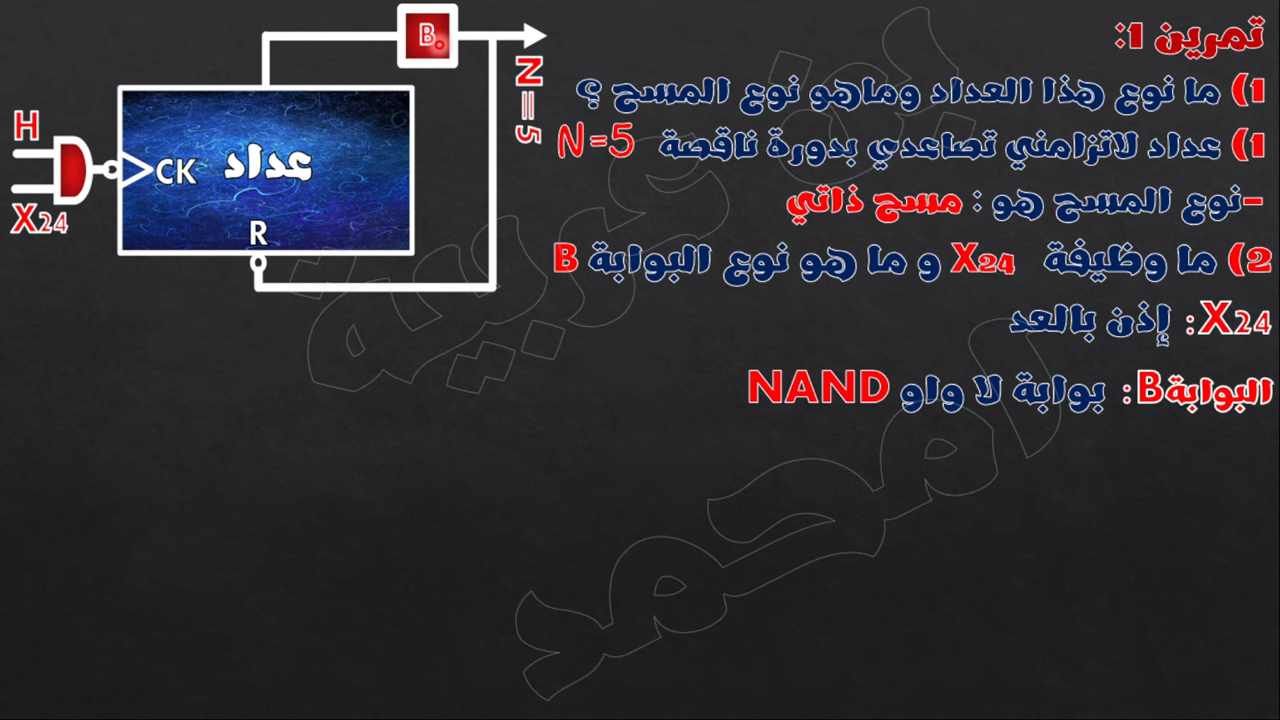 تمرين 1:
1) ما نوع هذا العداد وماهو نوع المسح ؟
1) عداد لاتزامني تصاعدي بدورة ناقصة N=5
-نوع المسح هو : مسح ذاتي
2) ما وظيفة X24 و ما هو نوع البوابة B
X24: إذن بالعد
البوابةB: بوابة لا واو NAND
B
N=5
H
X24
CK
عداد
R